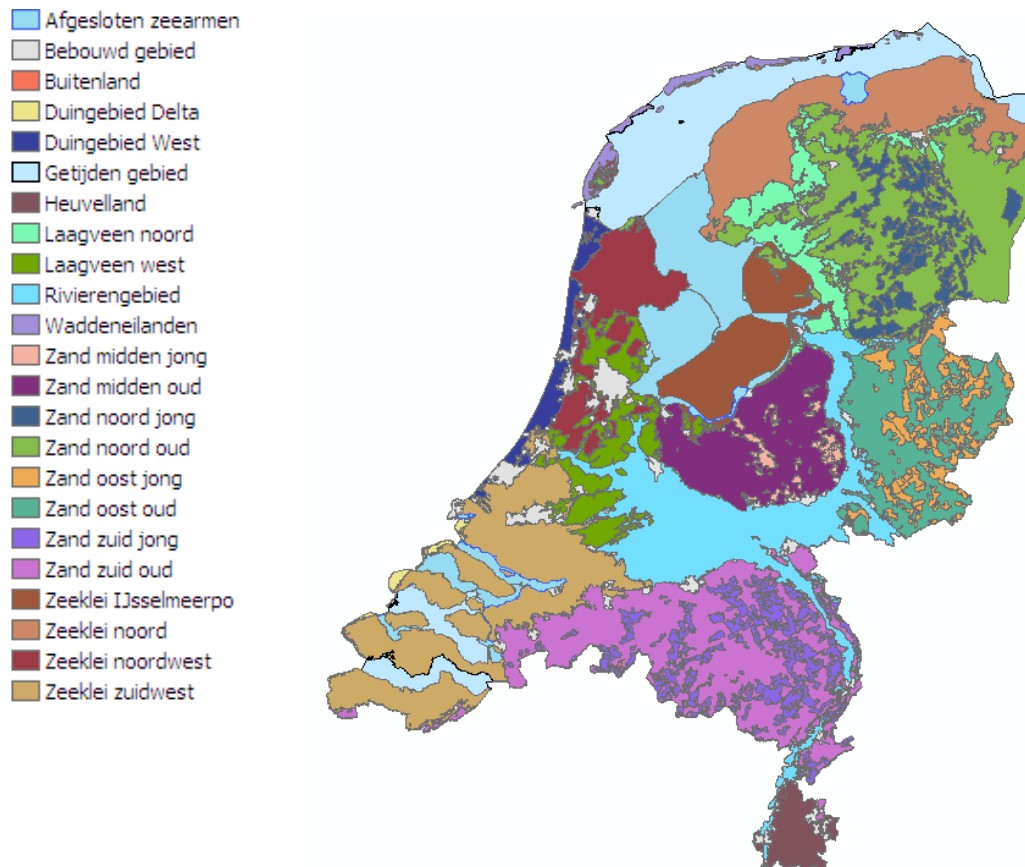 Afgesloten zeearmen
Bebouwd gebied
Buitenland
Duingebied Delta
Duingebied West
Getijden gebied
Heuvelland
Laagveen noord
Laagveen west
Rivierengebied
Waddeneilanden
Zand midden jong
Zand midden oud
Zand noord jong
Zand noord oud
Zand oost jong
Zand oost oud
Zand zuid jong
Zand zuid oud
Zeeklei IJsselmeerpo
Zeeklei noord
Zeeklei noordwest
Zeeklei zuidwest